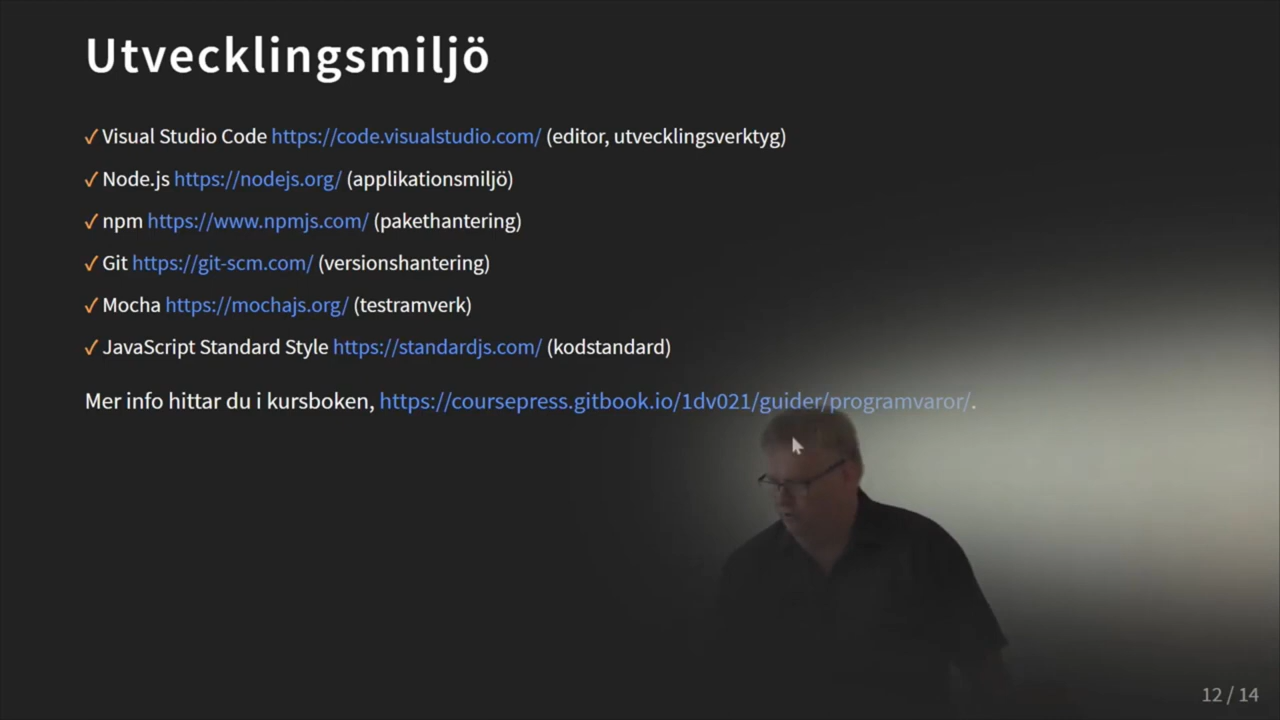 Utvecklingsmiljö
✓ Visual Studio Code https://code.visualstudio.com/ (editor, utvecklingsverktyg)
✓ Node.js https://nodejs.org/ (applikationsmiljö)
✓ npm https://www.npmjs.com/ (pakethantering)
✓ Git https://git-scm.com/ (versionshantering)
✓ Mocha https://mochajs.org/ (testramverk)
✓ JavaScript Standard Style https://standardjs.com/ (kodstandard)
Mer info hittar du i kursboken, https://coursepress.gitbook.io/1dv021/guider/programvaror/.
12 / 14